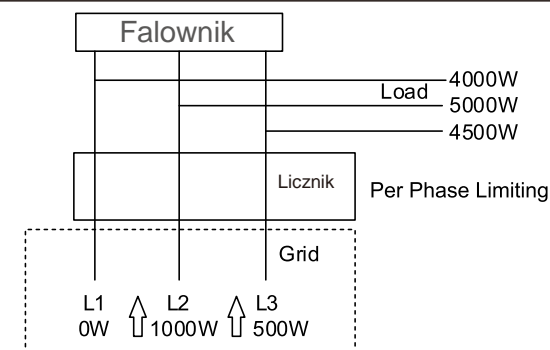 Falownik
4000W
Load
5000W
4500W
Licznik
Per Phase Limiting
Grid
L1 L2 L3
0W 1000W 500W